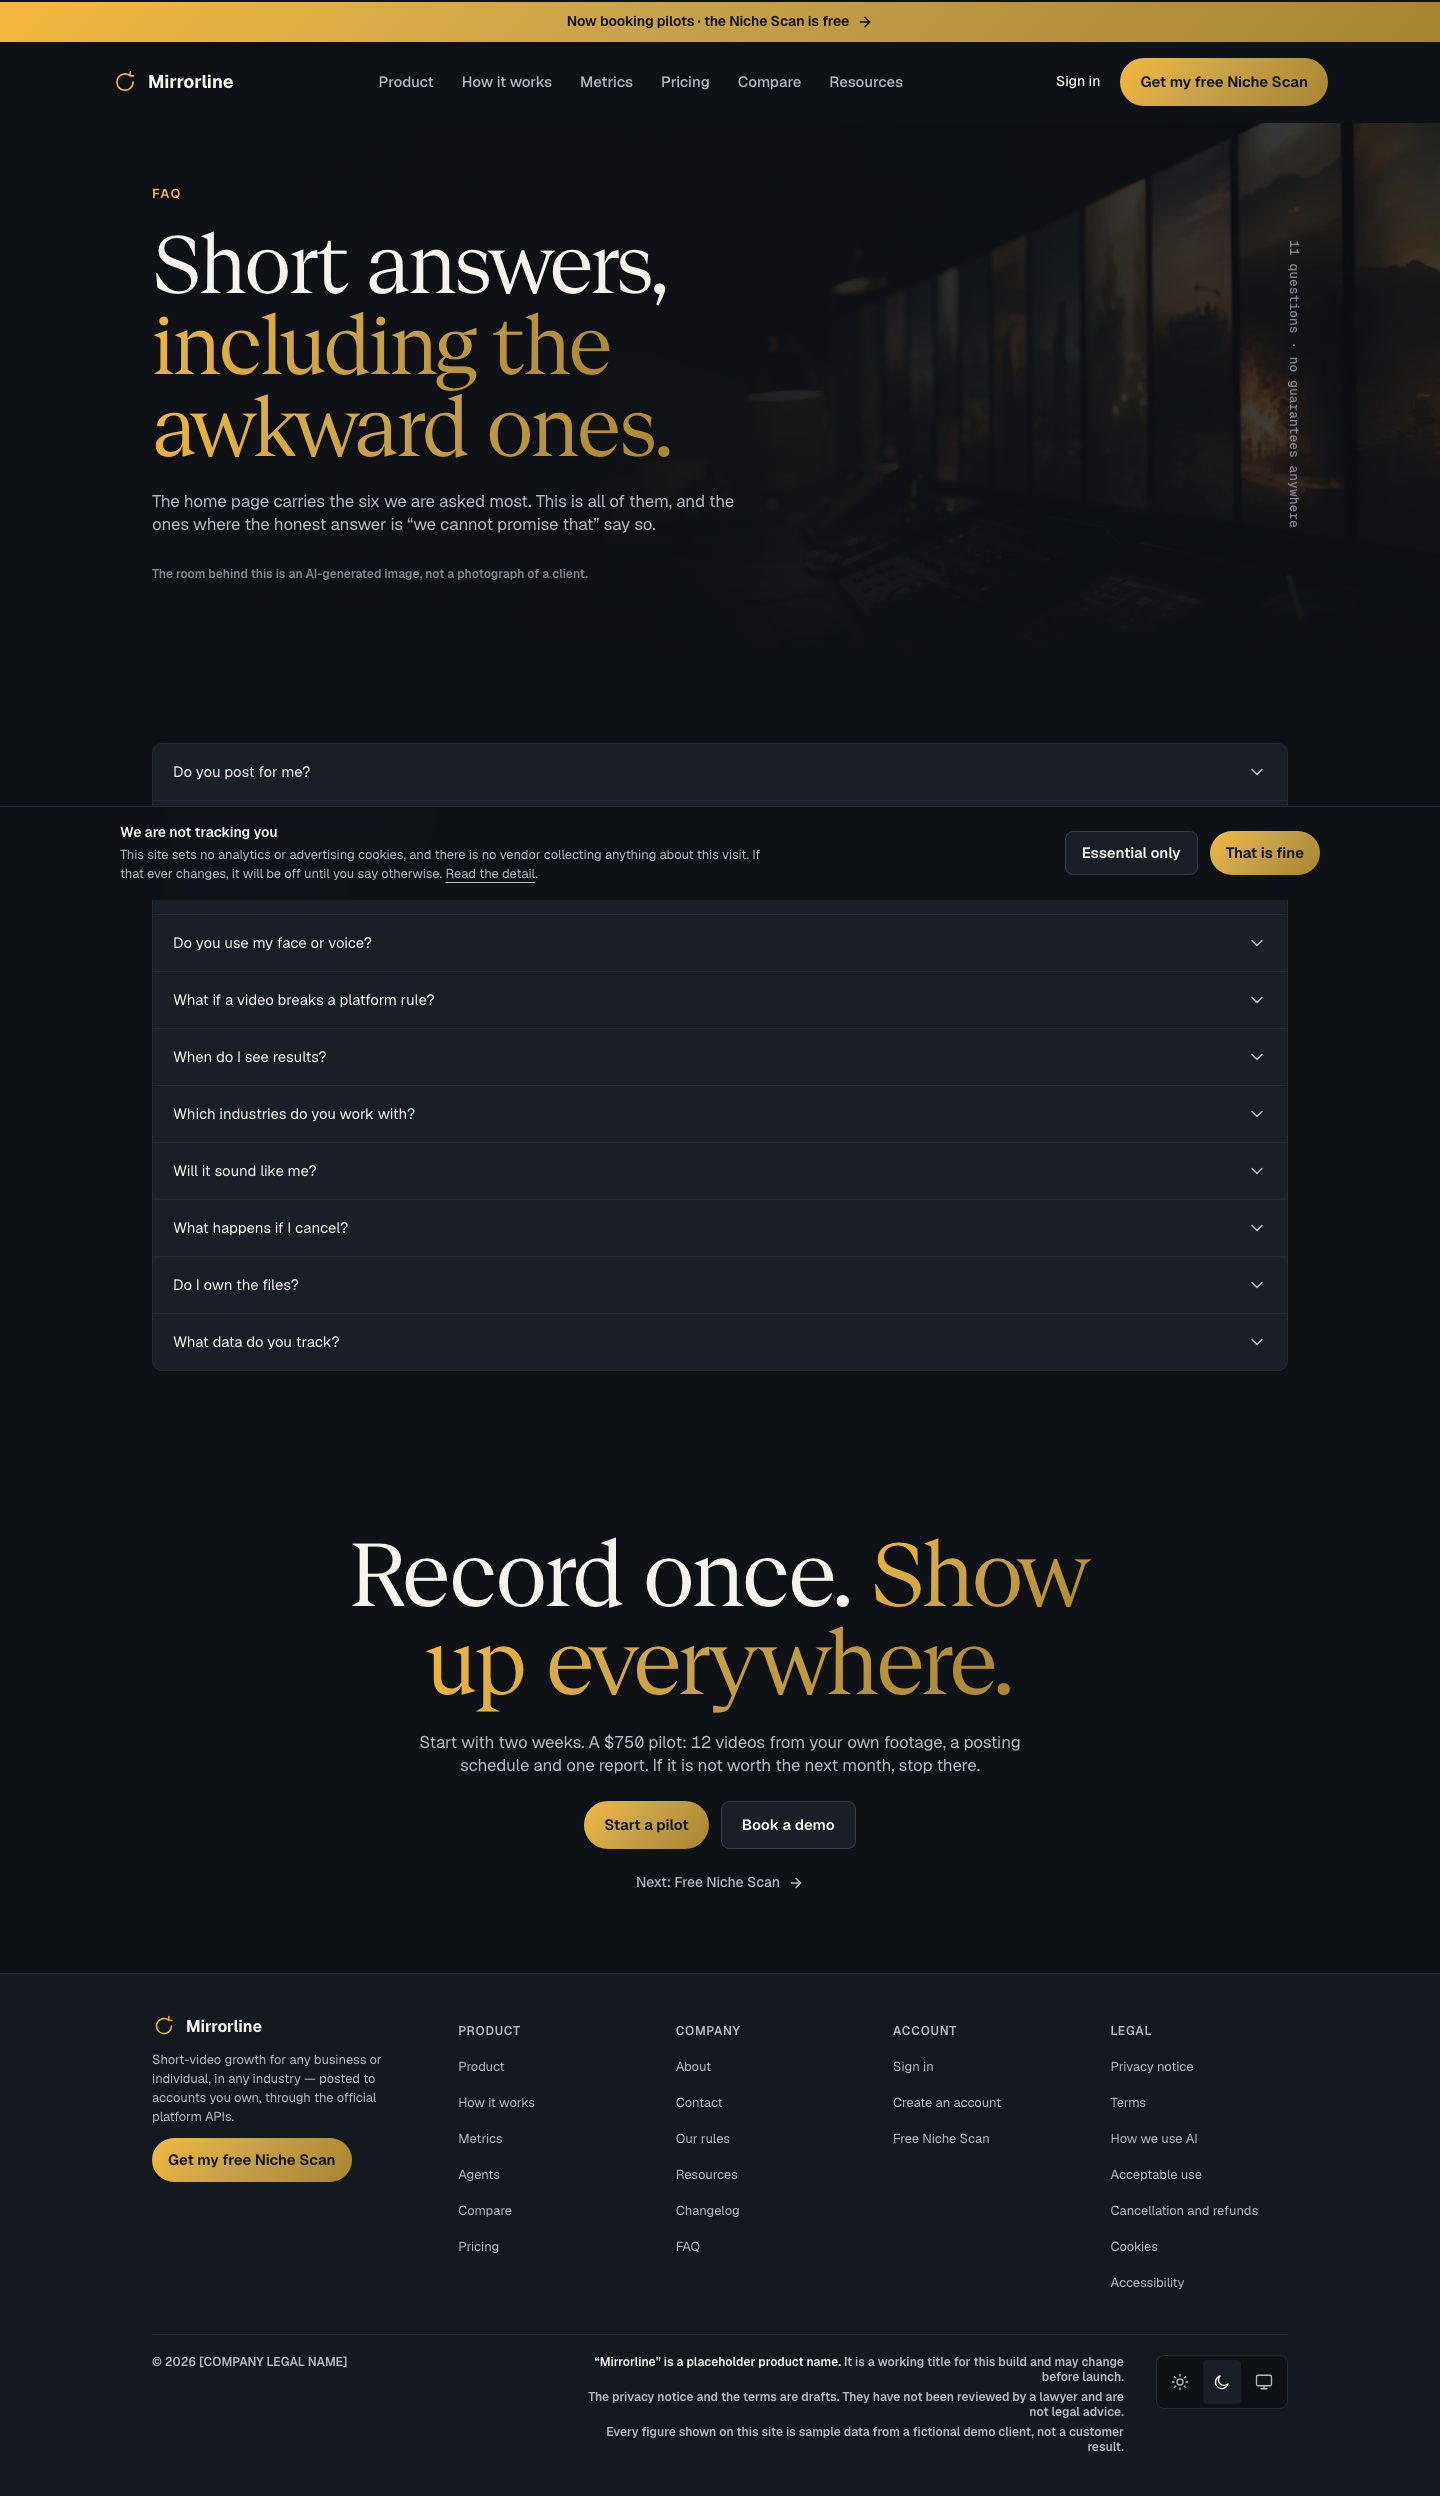 Now booking pilots · the Niche Scan is free
Mirrorline
Product
How it works
Metrics
Pricing
Compare
Resources
Sign in
Get my free Niche Scan
FAQ
Short answers,
including the
awkward ones.
The home page carries the six we are asked most. This is all of them, and the
ones where the honest answer is “we cannot promise that” say so.
The room behind this is an AI-generated image, not a photograph of a client.
11 questions · no guarantees anywhere
Do you post for me?
We are not tracking you
This site sets no analytics or advertising cookies, and there is no vendor collecting anything about this visit. If
that ever changes, it will be off until you say otherwise. Read the detail.
Essential only
That is fine
Do you use my face or voice?
What if a video breaks a platform rule?
When do I see results?
Which industries do you work with?
Will it sound like me?
What happens if I cancel?
Do I own the files?
What data do you track?
Record once. Show
up everywhere.
Start with two weeks. A $750 pilot: 12 videos from your own footage, a posting
schedule and one report. If it is not worth the next month, stop there.
Start a pilot
Book a demo
Next: Free Niche Scan
Mirrorline
Short-video growth for any business or
individual, in any industry — posted to
accounts you own, through the official
platform APIs.
Get my free Niche Scan
PRODUCT
Product
How it works
Metrics
Agents
Compare
Pricing
COMPANY
About
Contact
Our rules
Resources
Changelog
FAQ
ACCOUNT
Sign in
Create an account
Free Niche Scan
LEGAL
Privacy notice
Terms
How we use AI
Acceptable use
Cancellation and refunds
Cookies
Accessibility
© 2026 [COMPANY LEGAL NAME]
“Mirrorline” is a placeholder product name. It is a working title for this build and may change
before launch.
The privacy notice and the terms are drafts. They have not been reviewed by a lawyer and are
not legal advice.
Every figure shown on this site is sample data from a fictional demo client, not a customer
result.